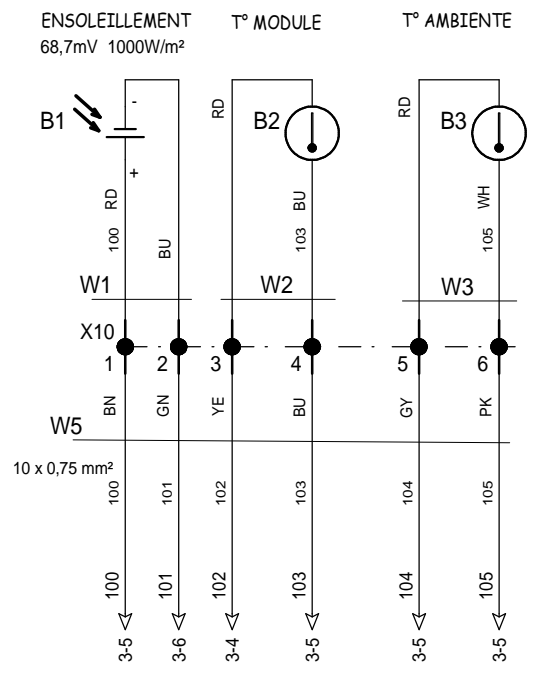 ENSOLEILLEMENT
68,7mV 1000W/m²
T° MODULE
T° AMBIENTE
B1
-
+
B2
B3
RD
100
BU
RD
BU
103
RD
WH
105
W1
W2
W3
X10
1
2
3
4
5
6
BN
GN
YE
BU
GY
PK
W5
10 x 0,75 mm²
100
101
102
103
104
105
100
101
102
103
104
105
3-5
3-6
3-4
3-5
3-5
3-5